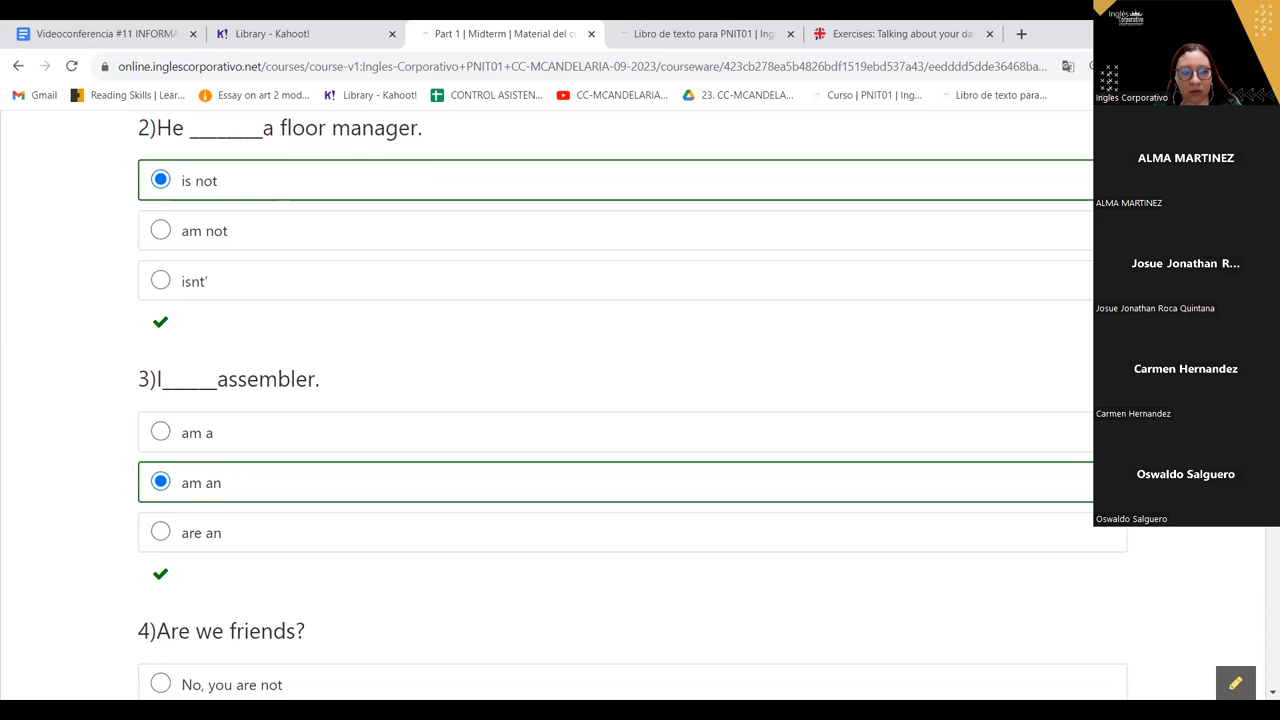 Videoconferencia #11 INFORMA
Library - Kahoot!
Part 1 | Midterm | Material del c
Libro de texto para PNIT01 | Ing
Exercises: Talking about your da
online.inglescorporativo.net/courses/course-v1:Ingles-Corporativo+PNIT01+CC-MCANDELARIA-09-2023/courseware/423cb278ea5b4826bdf1519ebd537a43/eedddd5dde36468ba...
Gmail
Reading Skills | Lear...
Essay on art 2 mod...
Library - Kahoot!
CONTROL ASISTEN...
CC-MCANDELARIA...
23. CC-MCANDELA...
Curso | PNIT01 | Ing...
Libro de texto para...
2)He ________a floor manager.
is not
am not
isnt’
3)I______assembler.
am a
am an
are an
4)Are we friends?
No, you are not
Inglés
Corporativo
Ingles Corporativo
ALMA MARTINEZ
ALMA MARTINEZ
Josue Jonathan R...
Josue Jonathan Roca Quintana
Carmen Hernandez
Carmen Hernandez
Oswaldo Salguero
Oswaldo Salguero